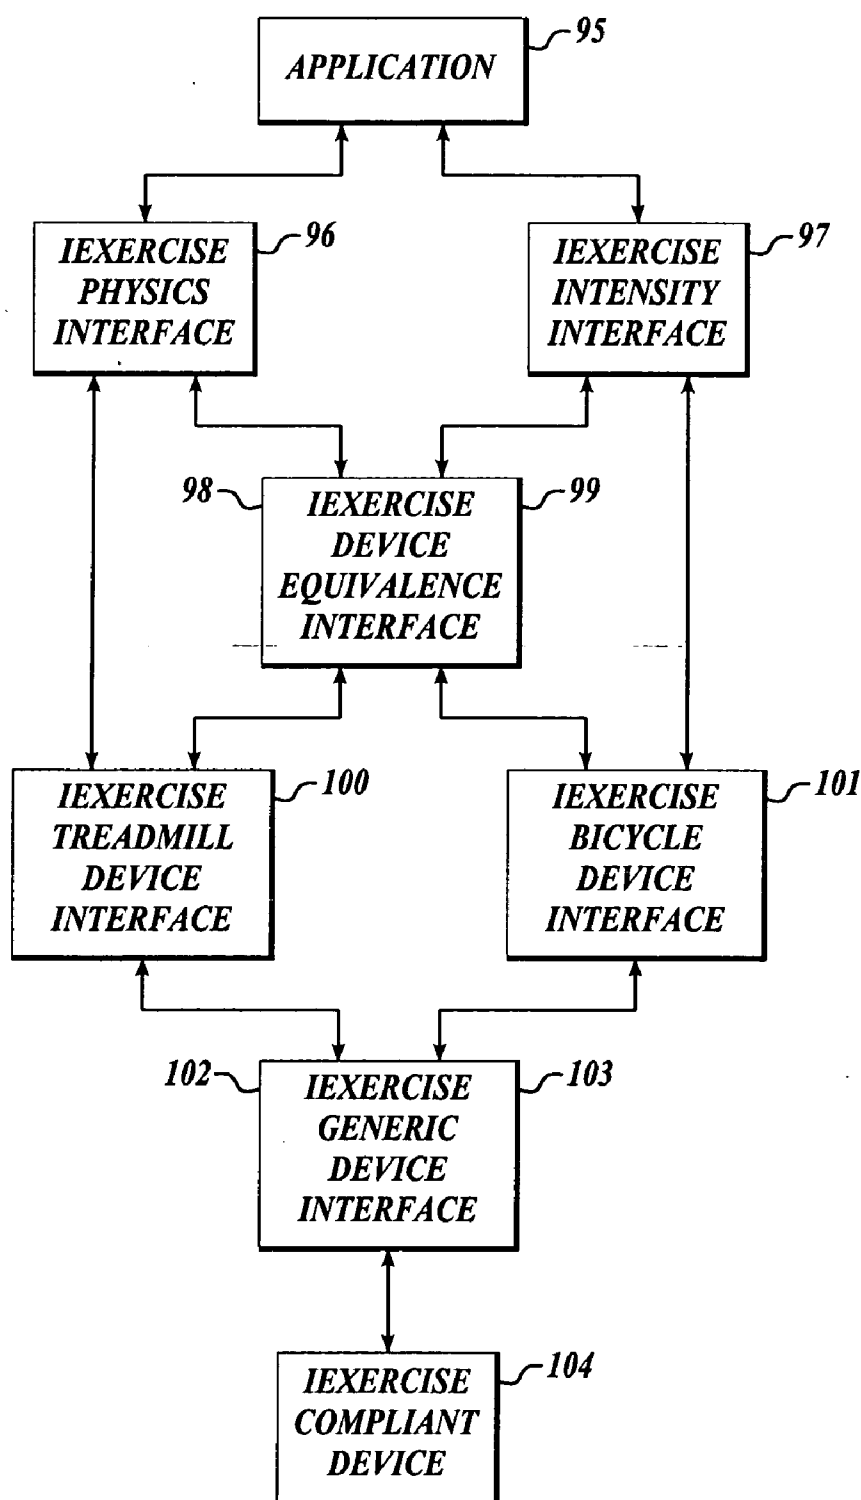 APPLICATION
95
IEXERCISE
PHYSICS
INTERFACE
96
IEXERCISE
INTENSITY
INTERFACE
97
98
IEXERCISE
DEVICE
EQUIVALENCE
INTERFACE
99
IEXERCISE
TREADMILL
DEVICE
INTERFACE
100
IEXERCISE
BICYCLE
DEVICE
INTERFACE
101
102
IEXERCISE
GENERIC
DEVICE
INTERFACE
103
IEXERCISE
COMPLIANT
DEVICE
104